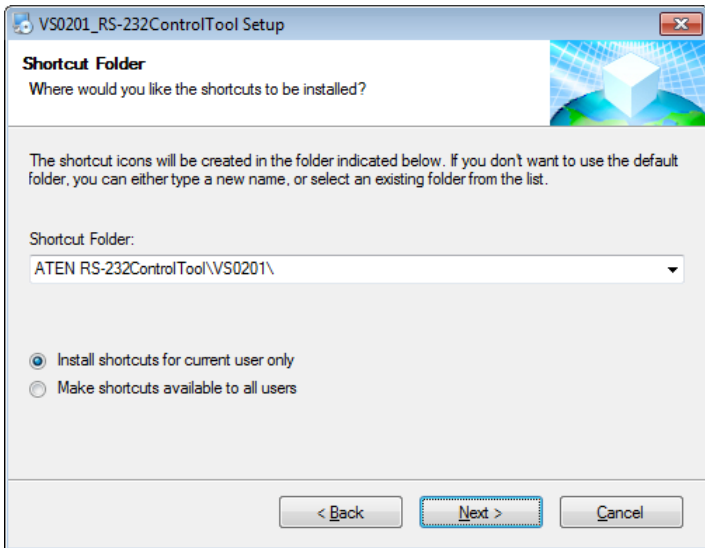 VS0201_RS-232ControlTool Setup
Shortcut Folder
Where would you like the shortcuts to be installed?
The shortcut icons will be created in the folder indicated below. If you don't want to use the default
folder, you can either type a new name, or select an existing folder from the list.
Shortcut Folder:
ATEN RS-232ControlTool\VS0201\
Install shortcuts for current user only
Make shortcuts available to all users
< Back
Next >
Cancel